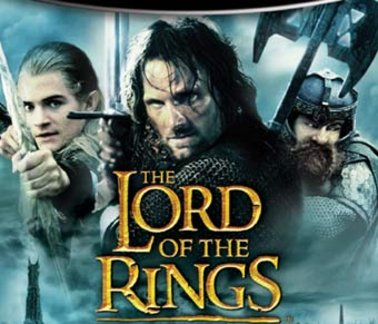 THE
LORD
OF THE
RINGS